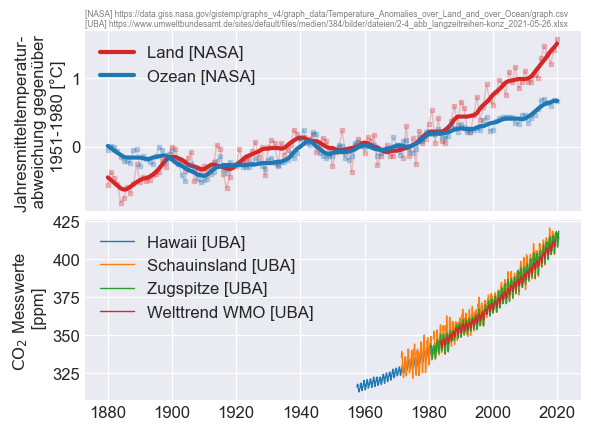 [NASA] https://data.giss.nasa.gov/gistemp/graphs_v4/graph_data/Temperature_Anomalies_over_Land_and_over_Ocean/graph.csv
[UBA] https://www.umweltbundesamt.de/sites/default/files/medien/384/bilder/dateien/2-4_abb_langzeitreihen-konz_2021-05-26.xlsx
Jahresmitteltemperatur-
abweichung gegenüber
1951-1980 [°C]
1
0
Land [NASA]
Ozean [NASA]
CO₂ Messwerte
[ppm]
425
400
375
350
325
Hawaii [UBA]
Schauinsland [UBA]
Zugspitze [UBA]
Welttrend WMO [UBA]
1880 1900 1920 1940 1960 1980 2000 2020